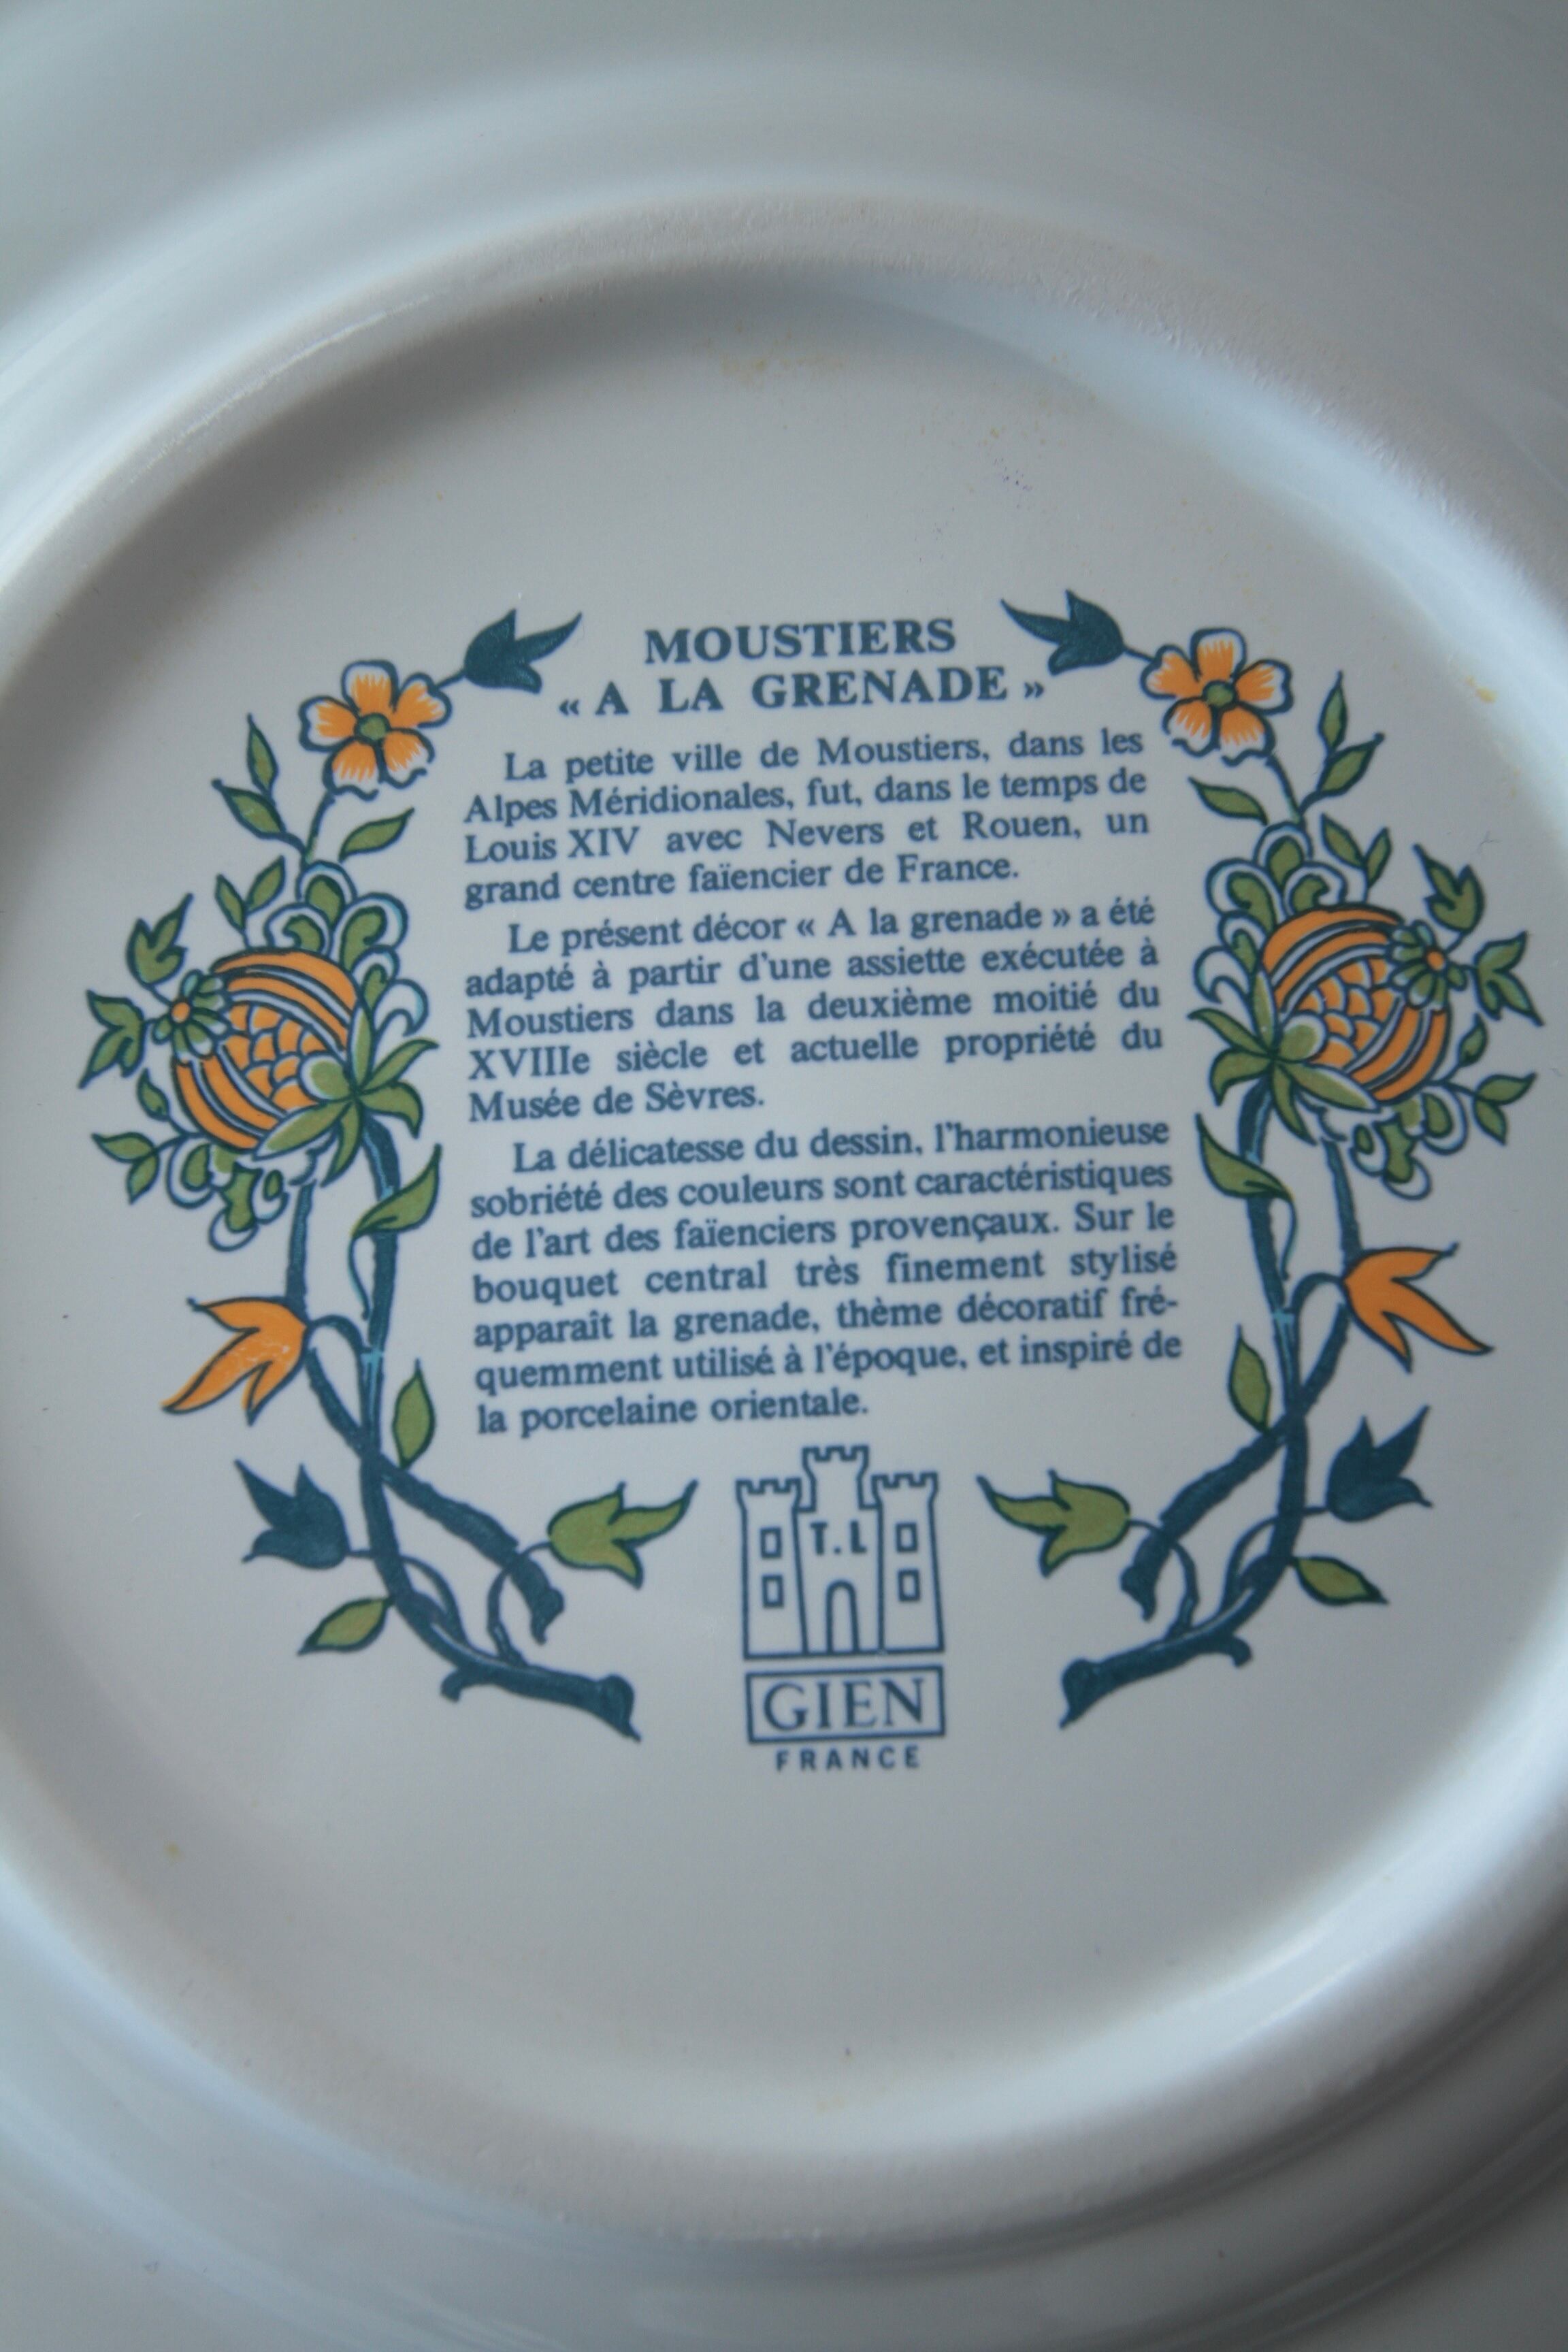 MOUSTIERS
« A LA GRENADE »
La petite ville de Moustiers, dans les
Alpes Méridionales, fut, dans le temps de
Louis XIV avec Nevers et Rouen, un
grand centre faïencier de France.
Le présent décor « A la grenade » a été
adapté à partir d'une assiette exécutée à
Moustiers dans la deuxième moitié du
XVIIIe siècle et actuelle propriété du
Musée de Sèvres.
La délicatesse du dessin, l'harmonieuse
sobriété des couleurs sont caractéristiques
de l'art des faïenciers provençaux. Sur le
bouquet central très finement stylisé
apparaît la grenade, thème décoratif fré-
quemment utilisé à l'époque, et inspiré de
la porcelaine orientale.
T.L
GIEN
FRANCE